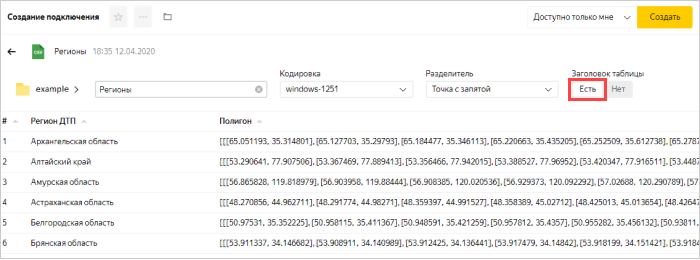 Создание подключения
Доступно только мне
Создать
CSV
Регионы 18:35 12.04.2020
Кодировка
Разделитель
Заголовок таблицы
example
Регионы
windows-1251
Точка с запятой
Есть
Нет
# Регион ДТП Полигон
1 Архангельская область [[[65.051193, 35.314801], [65.127703, 35.29793], [65.184477, 35.346113], [65.220663, 35.435205], [65.252509, 35.612738], [65.2787
2 Алтайский край [[[53.290641, 77.907506], [53.367469, 77.889413], [53.356466, 77.942015], [53.388527, 77.96952], [53.420347, 77.916511], [53.4487
3 Амурская область [[[56.865828, 119.818979], [56.903958, 119.88444], [56.908385, 120.020536], [56.929373, 120.092292], [57.02688, 120.290789], [57
4 Астраханская область [[[48.270856, 44.962711], [48.291774, 44.98271], [48.359397, 44.991527], [48.358389, 45.02712], [48.425013, 45.013654], [48.42647
5 Белгородская область [[[50.97531, 35.352225], [50.958115, 35.411367], [50.948591, 35.421259], [50.957812, 35.4357], [50.955282, 35.456132], [50.93811,
6 Брянская область [[[53.911337, 34.146682], [53.908911, 34.140989], [53.912425, 34.136441], [53.917479, 34.14842], [53.918199, 34.151421], [53.9184